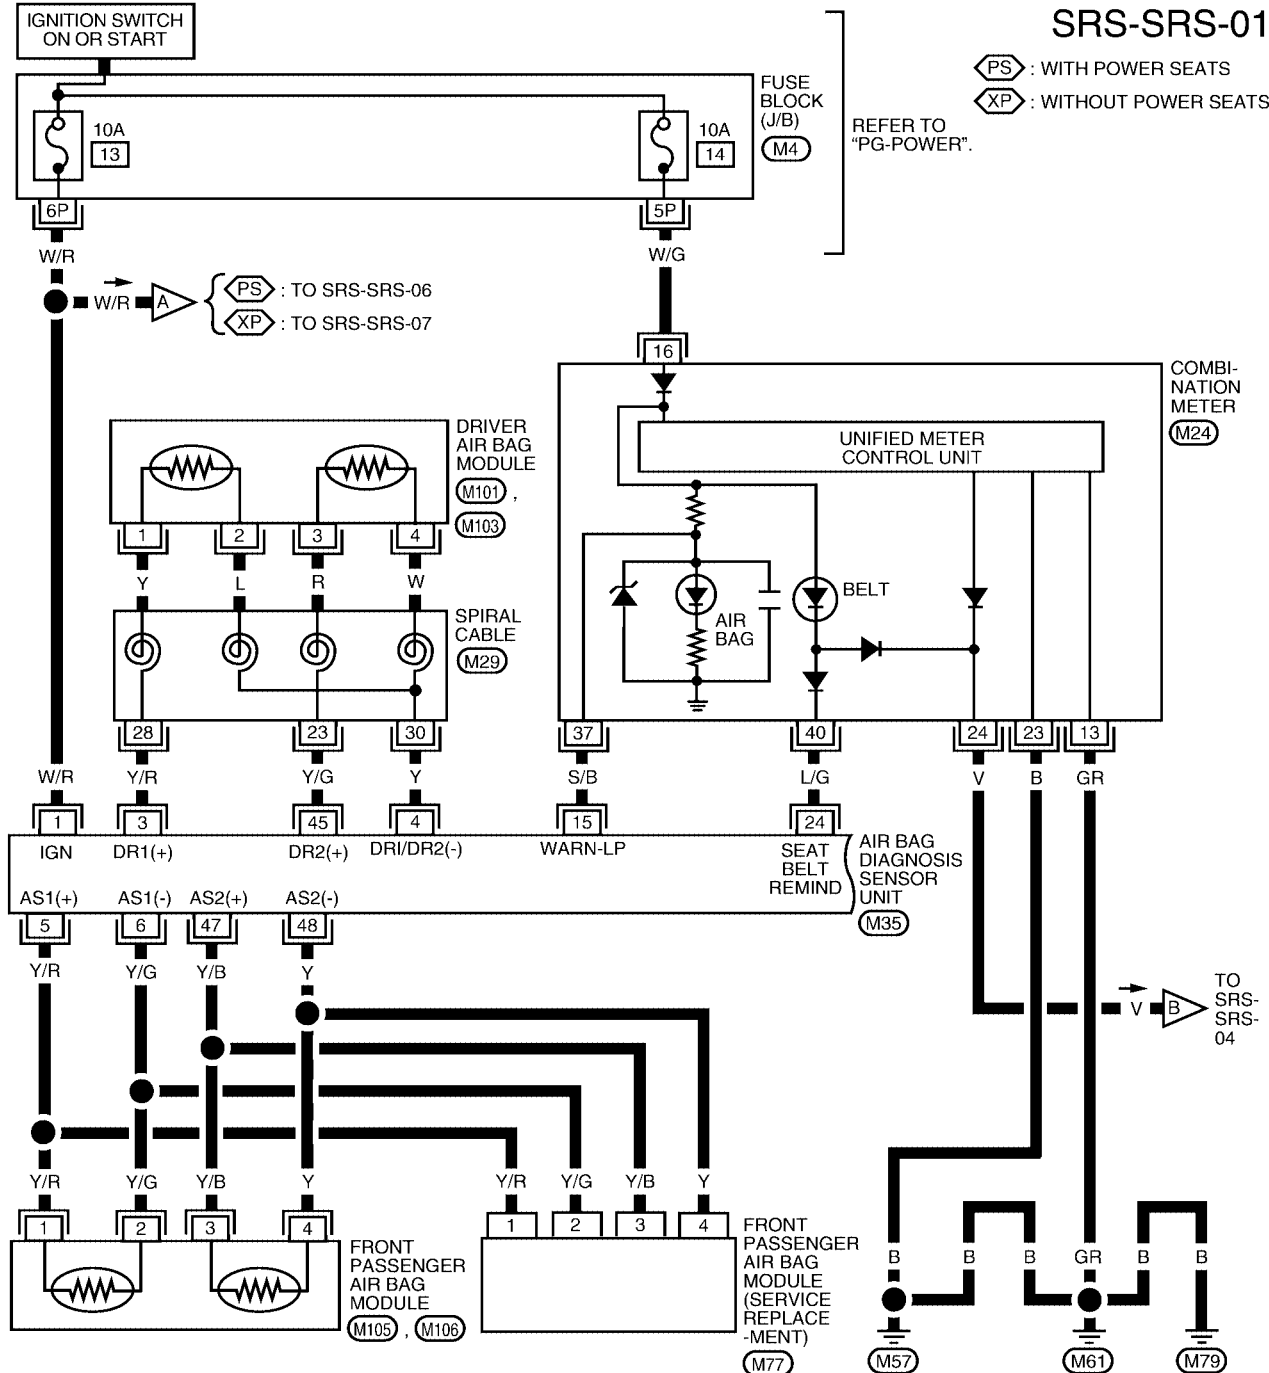 SRS-SRS-01
IGNITION SWITCH
ON OR START
PS : WITH POWER SEATS
XP : WITHOUT POWER SEATS
FUSE
BLOCK
(J/B)
M4
REFER TO
"PG-POWER".
10A
13
10A
14
6P
5P
W/R
W/G
W/R
A
PS : TO SRS-SRS-06
XP : TO SRS-SRS-07
16
COMBI-
NATION
METER
M24
UNIFIED METER
CONTROL UNIT
DRIVER
AIR BAG
MODULE
M101 ,
M103
1 2 3 4
Y L R W
BELT
AIR
BAG
SPIRAL
CABLE
M29
28 23 30
37 40 24 23 13
W/R Y/R Y/G Y S/B L/G V B GR
1 3 45 4 15 24
IGN DR1(+) DR2(+) DRI/DR2(-) WARN-LP
SEAT
BELT
REMIND
AIR BAG
DIAGNOSIS
SENSOR
UNIT
M35
AS1(+) AS1(-) AS2(+) AS2(-)
5 6 47 48
Y/R Y/G Y/B Y
V
B
TO
SRS-
SRS-
04
Y/R Y/G Y/B Y Y/R Y/G Y/B Y
1 2 3 4 1 2 3 4
FRONT
PASSENGER
AIR BAG
MODULE
M105 , M106
FRONT
PASSENGER
AIR BAG
MODULE
(SERVICE
REPLACE
-MENT)
M77
B B B GR B B
M57 M61 M79